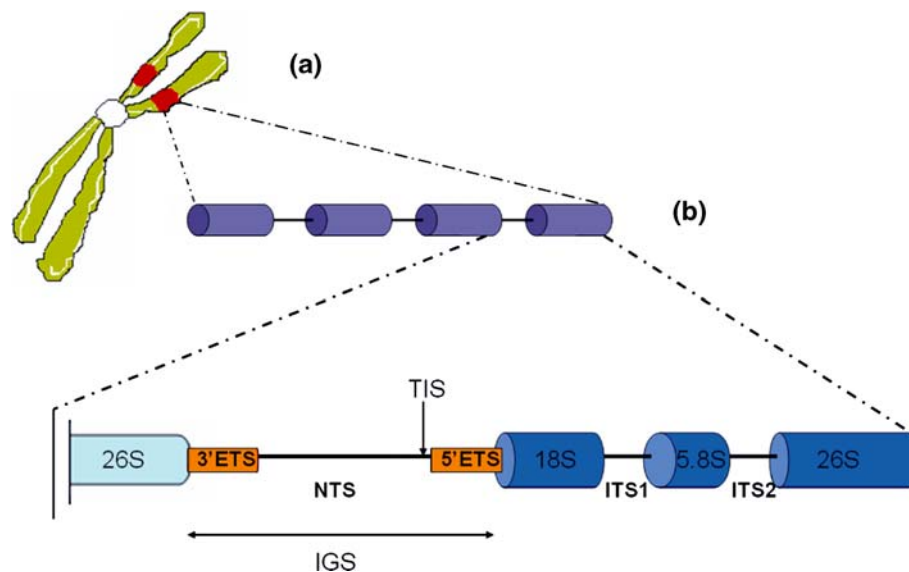 (a)
(b)
TIS
26S 3'ETS 5'ETS 18S 5.8S 26S
NTS ITS1 ITS2
IGS